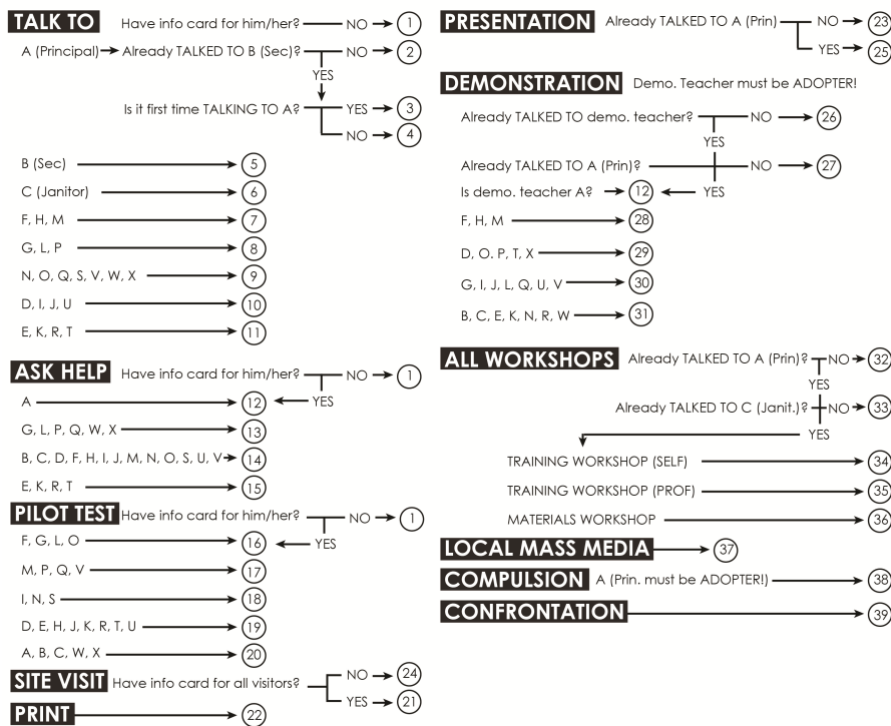 TALK TO Have info card for him/her? NO 1
A (Principal) Already TALKED TO B (Sec)? NO 2
YES
Is it first time TALKING TO A? YES 3
NO 4
B (Sec) 5
C (Janitor) 6
F, H, M 7
G, L, P 8
N, O, Q, S, V, W, X 9
D, I, J, U 10
E, K, R, T 11
ASK HELP Have info card for him/her? NO 1
YES
A 12
G, L, P, Q, W, X 13
B, C, D, F, H, I, J, M, N, O, S, U, V 14
E, K, R, T 15
PILOT TEST Have info card for him/her? NO 1
YES
F, G, L, O 16
M, P, Q, V 17
I, N, S 18
D, E, H, J, K, R, T, U 19
A, B, C, W, X 20
SITE VISIT Have info card for all visitors? NO 24
YES 21
PRINT 22
PRESENTATION Already TALKED TO A (Prin) NO 23
YES 25
DEMONSTRATION Demo. Teacher must be ADOPTER!
Already TALKED TO demo. teacher? NO 26
YES
Already TALKED TO A (Prin)? NO 27
Is demo. teacher A? 12 YES
F, H, M 28
D, O. P, T, X 29
G, I, J, L, Q, U, V 30
B, C, E, K, N, R, W 31
ALL WORKSHOPS Already TALKED TO A (Prin)? NO 32
YES
Already TALKED TO C (Janit.)? NO 33
YES
TRAINING WORKSHOP (SELF) 34
TRAINING WORKSHOP (PROF) 35
MATERIALS WORKSHOP 36
LOCAL MASS MEDIA 37
COMPULSION A (Prin. must be ADOPTER!) 38
CONFRONTATION 39